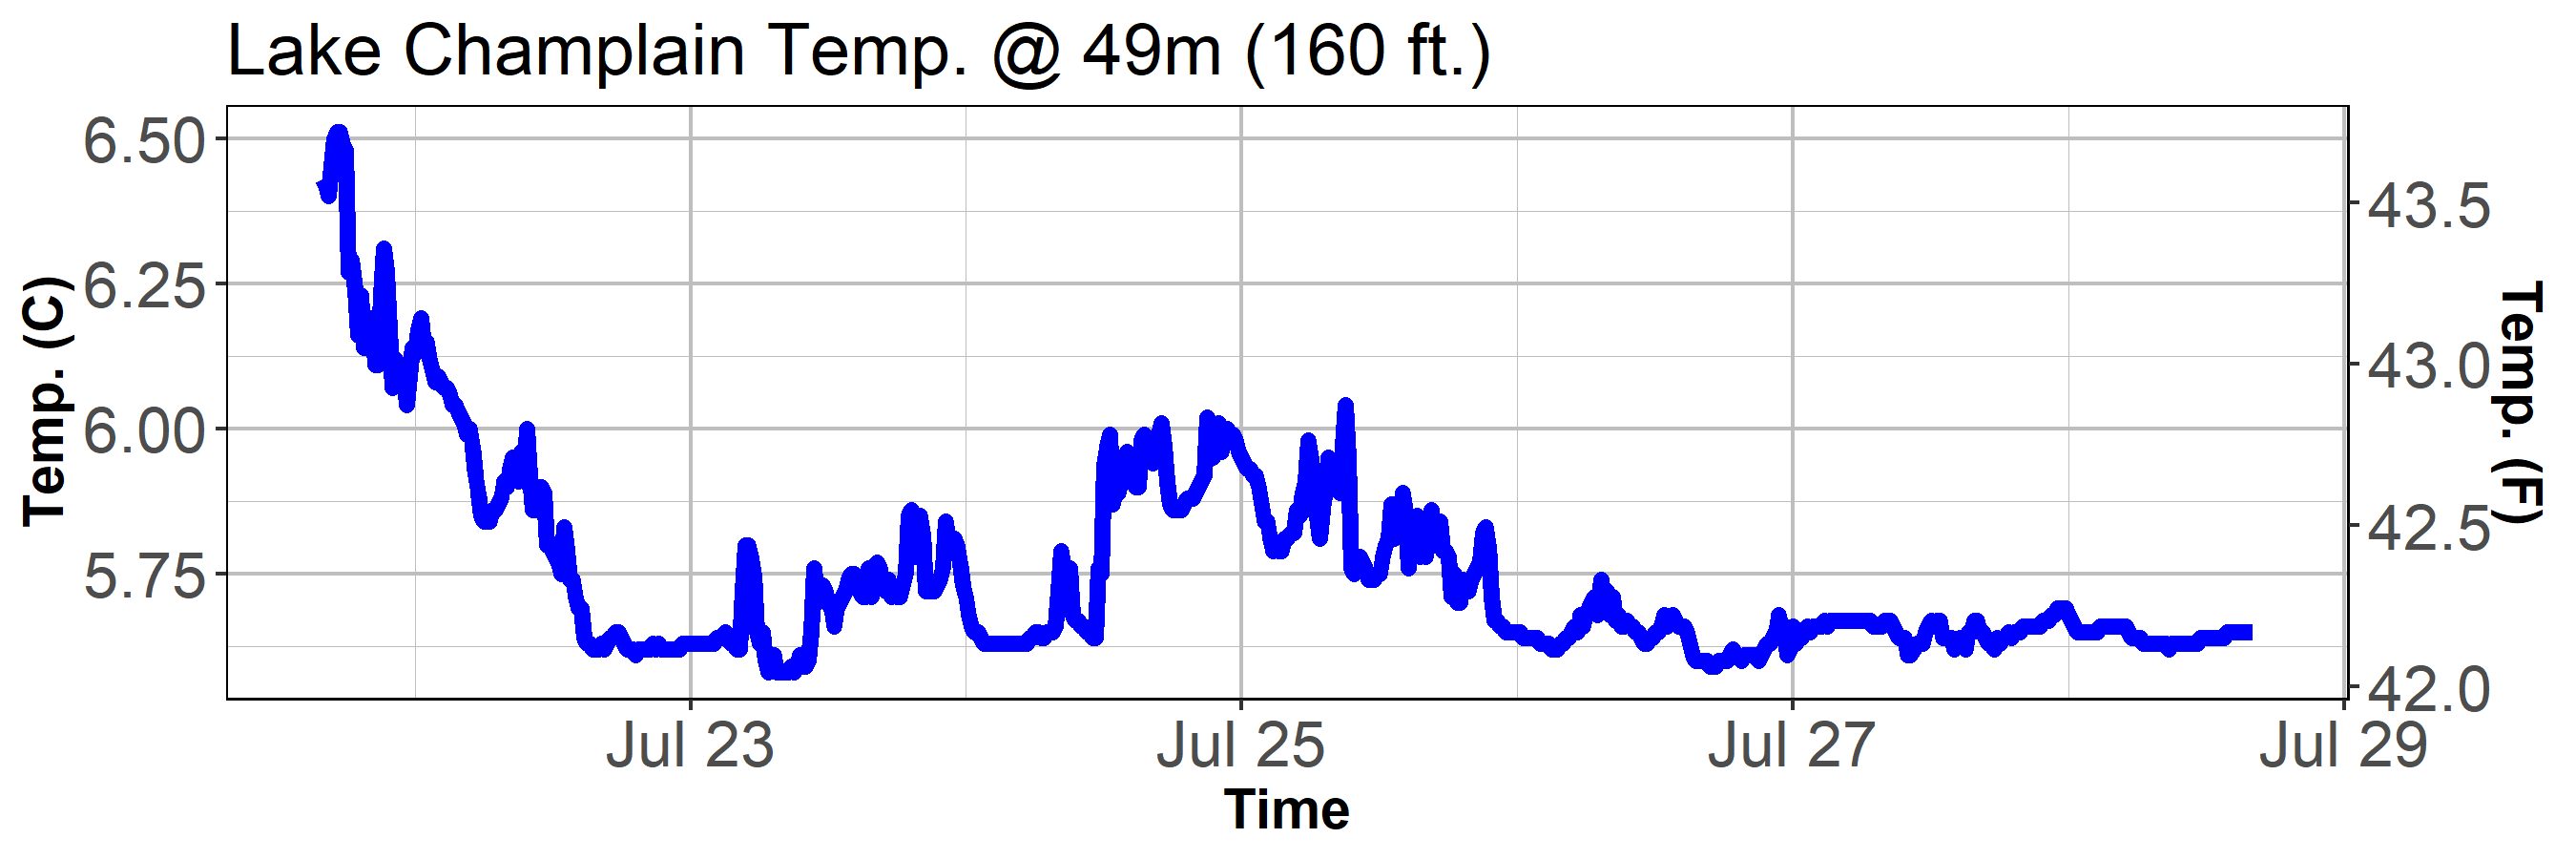 Lake Champlain Temp. @ 49m (160 ft.)
Temp. (C)
6.50
6.25
6.00
5.75
43.5
43.0
42.5
42.0
Temp. (F)
Jul 23 Jul 25 Jul 27 Jul 29
Time